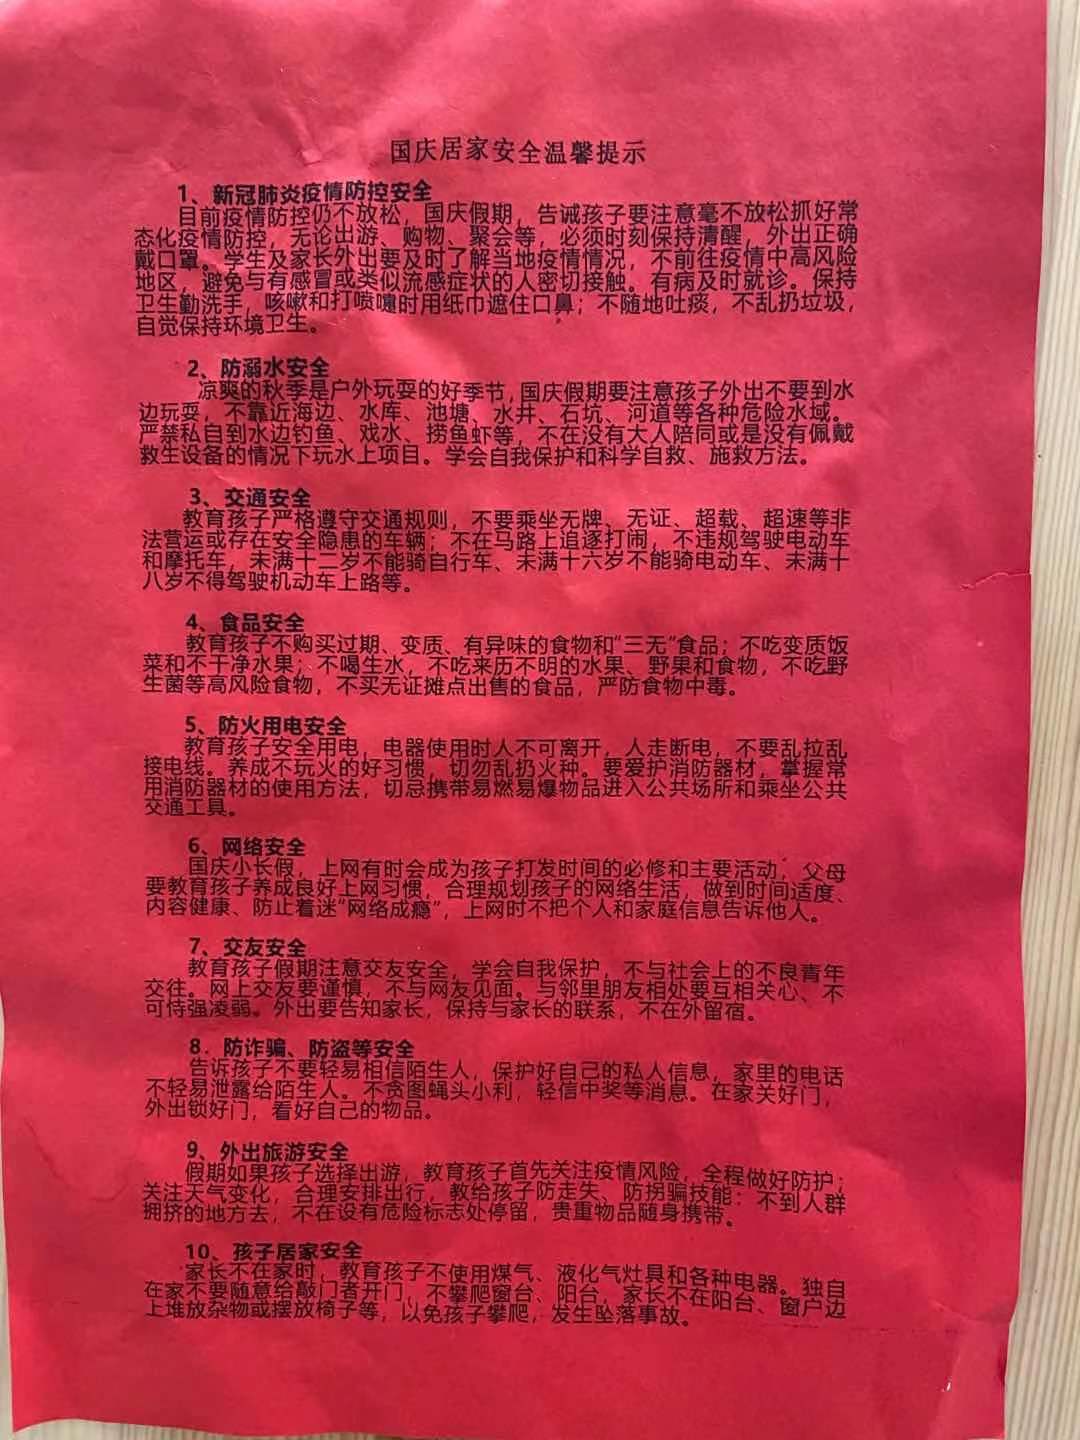 国庆居家安全温馨提示
1、新冠肺炎疫情防控安全
目前疫情防控仍不放松，国庆假期，告诫孩子要注意毫不放松抓好常
态化疫情防控，无论出游、购物、聚会等，必须时刻保持清醒，外出正确
戴口罩。学生及家长外出要及时了解当地疫情情况，不前往疫情中高风险
地区，避免与有感冒或类似流感症状的人密切接触。有病及时就诊。保持
卫生勤洗手，咳嗽和打喷嚏时用纸巾遮住口鼻；不随地吐痰，不乱扔垃圾，
自觉保持环境卫生。
2、防溺水安全
凉爽的秋季是户外玩耍的好季节，国庆假期要注意孩子外出不要到水
边玩耍，不靠近海边、水库、池塘、水井、石坑、河道等各种危险水域。
严禁私自到水边钓鱼、戏水、捞鱼虾等，不在没有大人陪同或是没有佩戴
救生设备的情况下玩水上项目。学会自我保护和科学自救、施救方法。
3、交通安全
教育孩子严格遵守交通规则，不要乘坐无牌、无证、超载、超速等非
法营运或存在安全隐患的车辆；不在马路上追逐打闹，不违规驾驶电动车
和摩托车，未满十二岁不能骑自行车、未满十六岁不能骑电动车、未满十
八岁不得驾驶机动车上路等。
4、食品安全
教育孩子不购买过期、变质、有异味的食物和“三无”食品；不吃变质饭
菜和不干净水果；不喝生水，不吃来历不明的水果、野果和食物，不吃野
生菌等高风险食物，不买无证摊点出售的食品，严防食物中毒。
5、防火用电安全
教育孩子安全用电，电器使用时人不可离开，人走断电，不要乱拉乱
接电线。养成不玩火的好习惯，切勿乱扔火种。要爱护消防器材，掌握常
用消防器材的使用方法，切忌携带易燃易爆物品进入公共场所和乘坐公共
交通工具。
6、网络安全
国庆小长假，上网有时会成为孩子打发时间的必修和主要活动，父母
要教育孩子养成良好上网习惯，合理规划孩子的网络生活，做到时间适度、
内容健康、防止着迷“网络成瘾”，上网时不把个人和家庭信息告诉他人。
7、交友安全
教育孩子假期注意交友安全，学会自我保护，不与社会上的不良青年
交往。网上交友要谨慎，不与网友见面。与邻里朋友相处要互相关心、不
可恃强凌弱。外出要告知家长，保持与家长的联系，不在外留宿。
8．防诈骗、防盗等安全
告诉孩子不要轻易相信陌生人，保护好自己的私人信息，家里的电话
不轻易泄露给陌生人。不贪图蝇头小利，轻信中奖等消息。在家关好门，
外出锁好门，看好自己的物品。
9、外出旅游安全
假期如果孩子选择出游，教育孩子首先关注疫情风险，全程做好防护；
关注天气变化，合理安排出行，教给孩子防走失、防拐骗技能：不到人群
拥挤的地方去，不在设有危险标志处停留，贵重物品随身携带。
10、孩子居家安全
家长不在家时，教育孩子不使用煤气、液化气灶具和各种电器。独自
在家不要随意给敲门者开门，不攀爬窗台、阳台，家长不在阳台、窗户边
上堆放杂物或摆放椅子等，以免孩子攀爬，发生坠落事故。